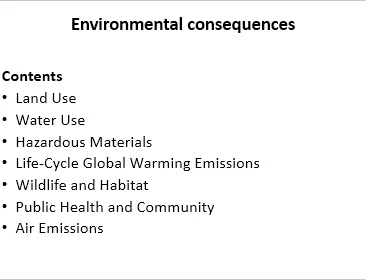 Environmental consequences
Contents
• Land Use
• Water Use
• Hazardous Materials
• Life-Cycle Global Warming Emissions
• Wildlife and Habitat
• Public Health and Community
• Air Emissions